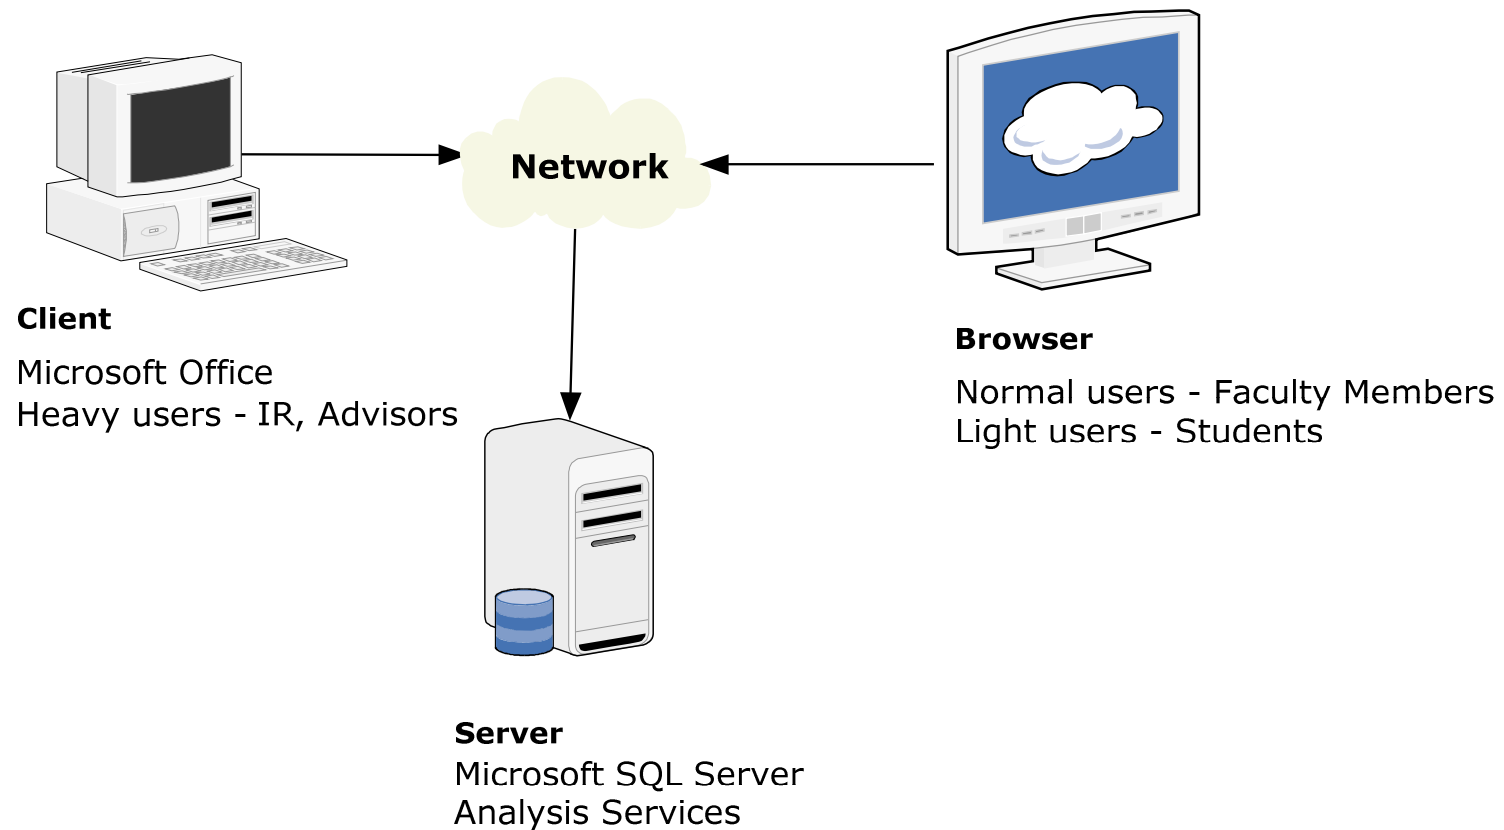 Network
Client
Microsoft Office
Heavy users - IR, Advisors
Browser
Normal users - Faculty Members
Light users - Students
Server
Microsoft SQL Server
Analysis Services